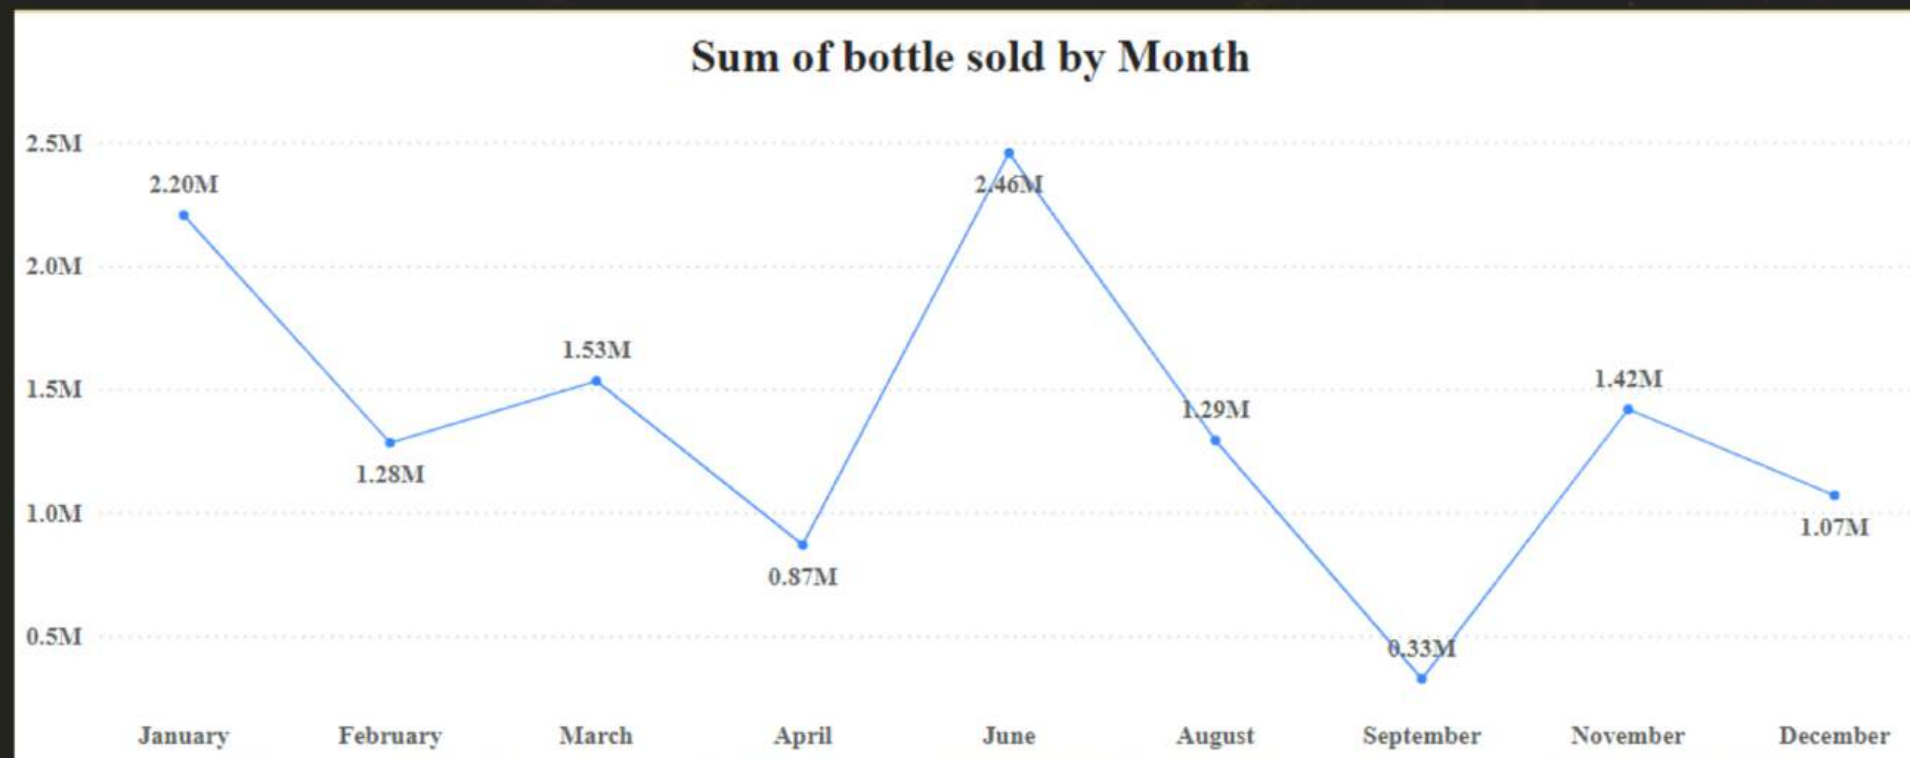 Sum of bottle sold by Month
2.5M
2.20M
2.46M
2.0M
1.53M
1.5M
1.42M
1.29M
1.28M
1.0M
1.07M
0.87M
0.5M
0.33M
January February March April June August September November December